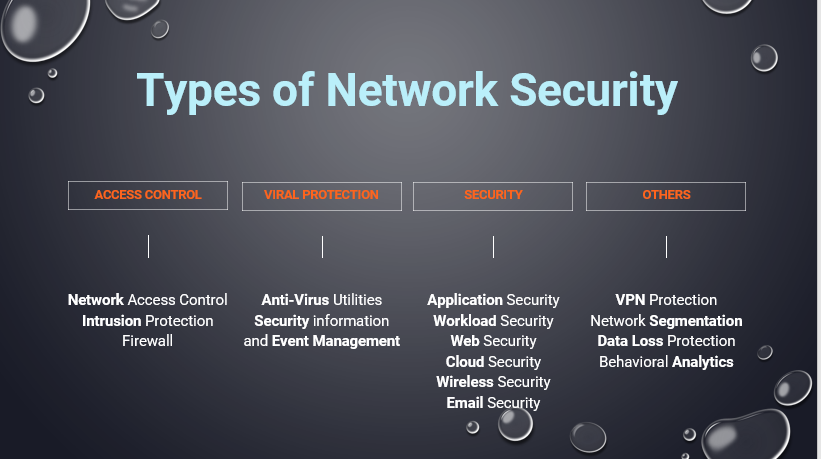 Types of Network Security
ACCESS CONTROL
Network Access Control
Intrusion Protection
Firewall
VIRAL PROTECTION
Anti-Virus Utilities
Security information
and Event Management
SECURITY
Application Security
Workload Security
Web Security
Cloud Security
Wireless Security
Email Security
OTHERS
VPN Protection
Network Segmentation
Data Loss Protection
Behavioral Analytics